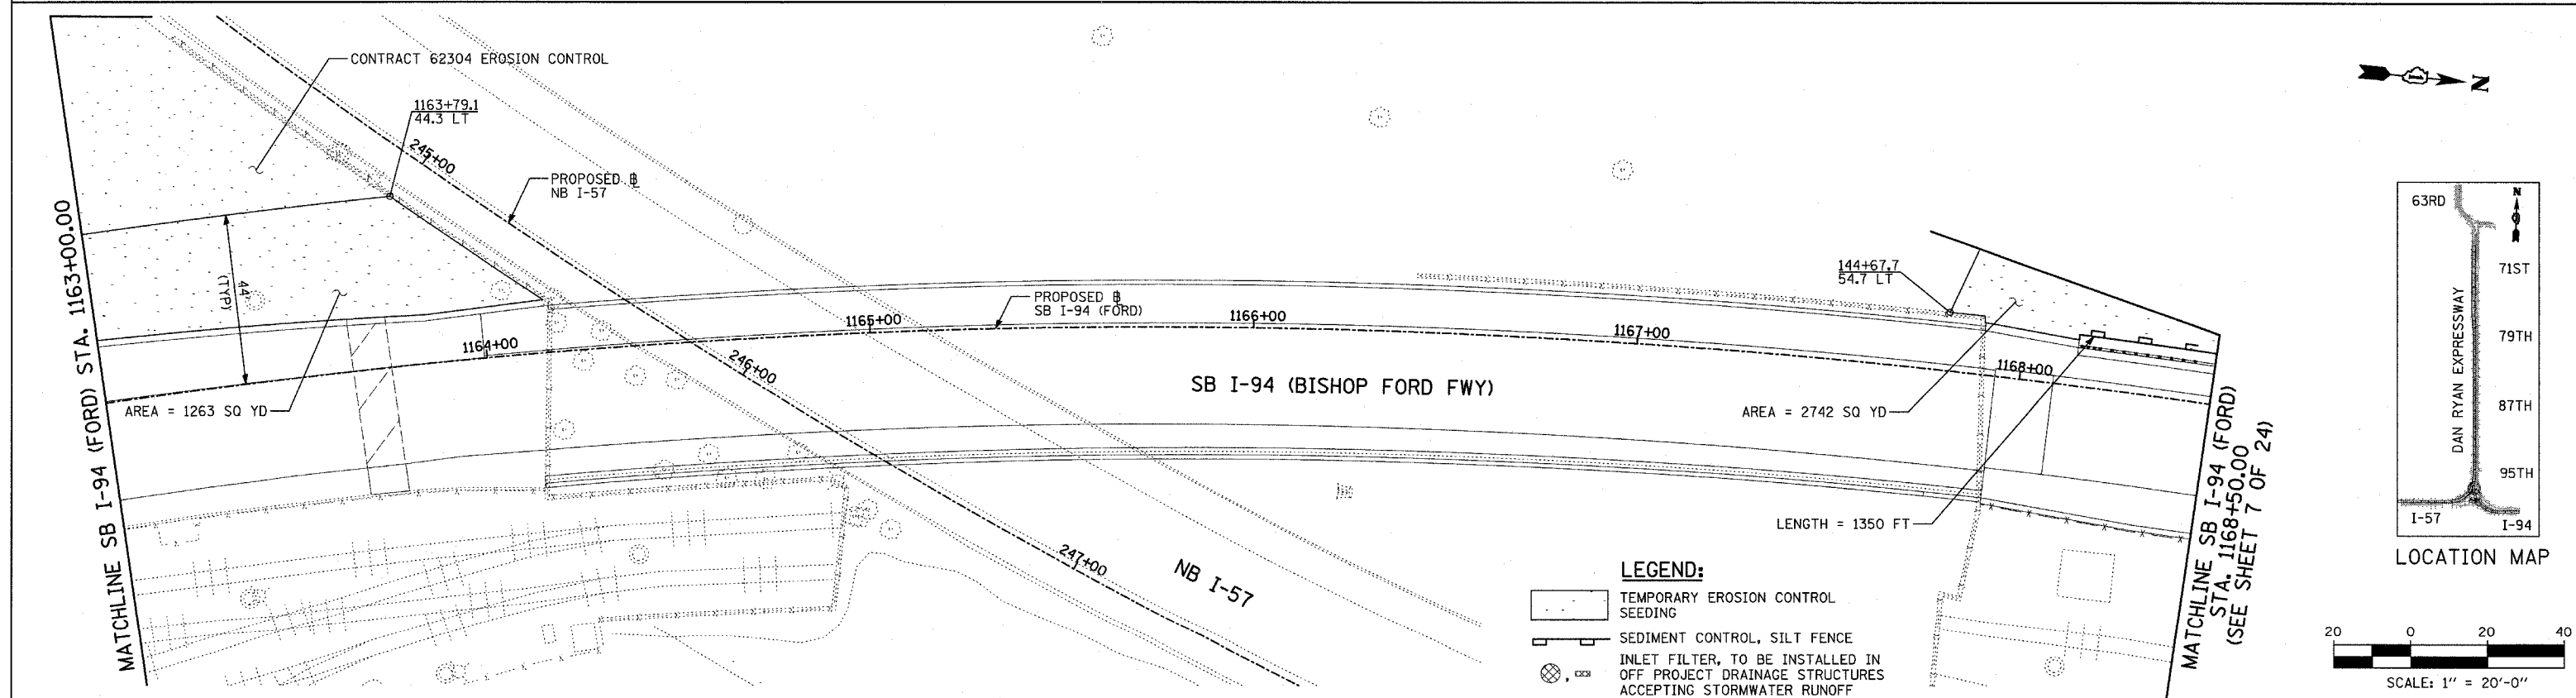 CONTRACT 62304 EROSION CONTROL
1163+79.1
44.3 LT
245+00
PROPOSED ⅊
NB I-57
MATCHLINE SB I-94 (FORD) STA. 1163+00.00
44'
(TYP)
AREA = 1263 SQ YD
1164+00
1165+00
PROPOSED ⅊
SB I-94 (FORD)
1166+00
1167+00
1168+00
246+00
247+00
SB I-94 (BISHOP FORD FWY)
NB I-57
144+67.7
54.7 LT
AREA = 2742 SQ YD
LENGTH = 1350 FT
MATCHLINE SB I-94 (FORD)
STA. 1168+50.00
(SEE SHEET 7 OF 24)
LEGEND:
TEMPORARY EROSION CONTROL
SEEDING
SEDIMENT CONTROL, SILT FENCE
INLET FILTER, TO BE INSTALLED IN
OFF PROJECT DRAINAGE STRUCTURES
ACCEPTING STORMWATER RUNOFF
N
63RD
N
71ST
79TH
87TH
95TH
DAN RYAN EXPRESSWAY
I-57
I-94
LOCATION MAP
20 0 20 40
SCALE: 1" = 20'-0"